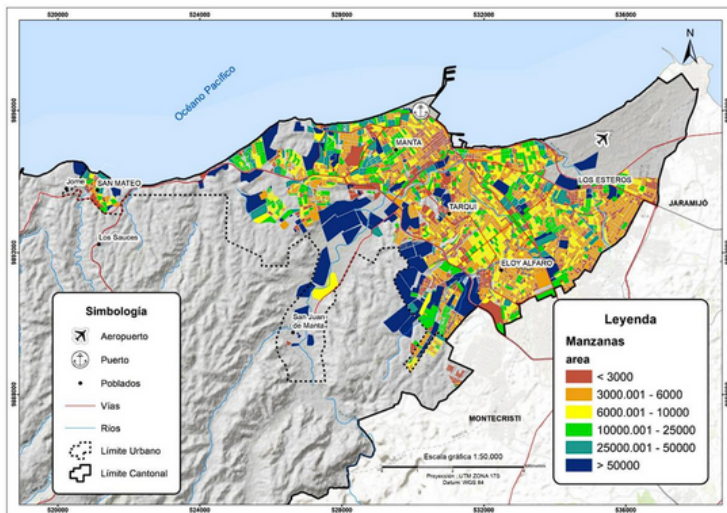 520000 524000 528000 532000 536000
N
9896000
9892000
9888000
Océano Pacífico
MANTA
LOS ESTEROS
JARAMIJÓ
Jome
SAN MATEO
TARQUI
Los Sauces
ELOY ALFARO
San Juan
de Manta
MONTECRISTI
Simbología
Aeropuerto
Puerto
Poblados
Vías
Ríos
Límite Urbano
Límite Cantonal
Leyenda
Manzanas
area
< 3000
3000.001 - 6000
6000.001 - 10000
10000.001 - 25000
25000.001 - 50000
> 50000
Escala gráfica 1:50.000
Proyección : UTM ZONA 17S
Datum: WGS 84
520000 524000 528000 532000 536000